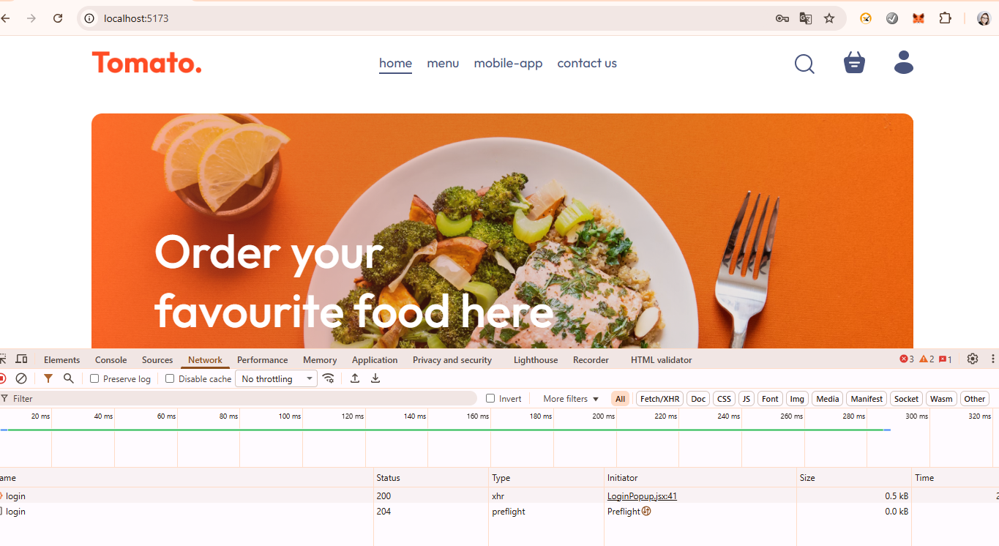 localhost:5173
Tomato.
home menu mobile-app contact us
Order your
favourite food here
Elements Console Sources Network Performance Memory Application Privacy and security Lighthouse Recorder HTML validator 3 2 1
Preserve log Disable cache No throttling
Filter Invert More filters All Fetch/XHR Doc CSS JS Font Img Media Manifest Socket Wasm Other
20 ms 40 ms 60 ms 80 ms 100 ms 120 ms 140 ms 160 ms 180 ms 200 ms 220 ms 240 ms 260 ms 280 ms 300 ms 320 ms
ame Status Type Initiator Size Time
login 200 xhr LoginPopup.jsx:41 0.5 kB 2
login 204 preflight Preflight 0.0 kB